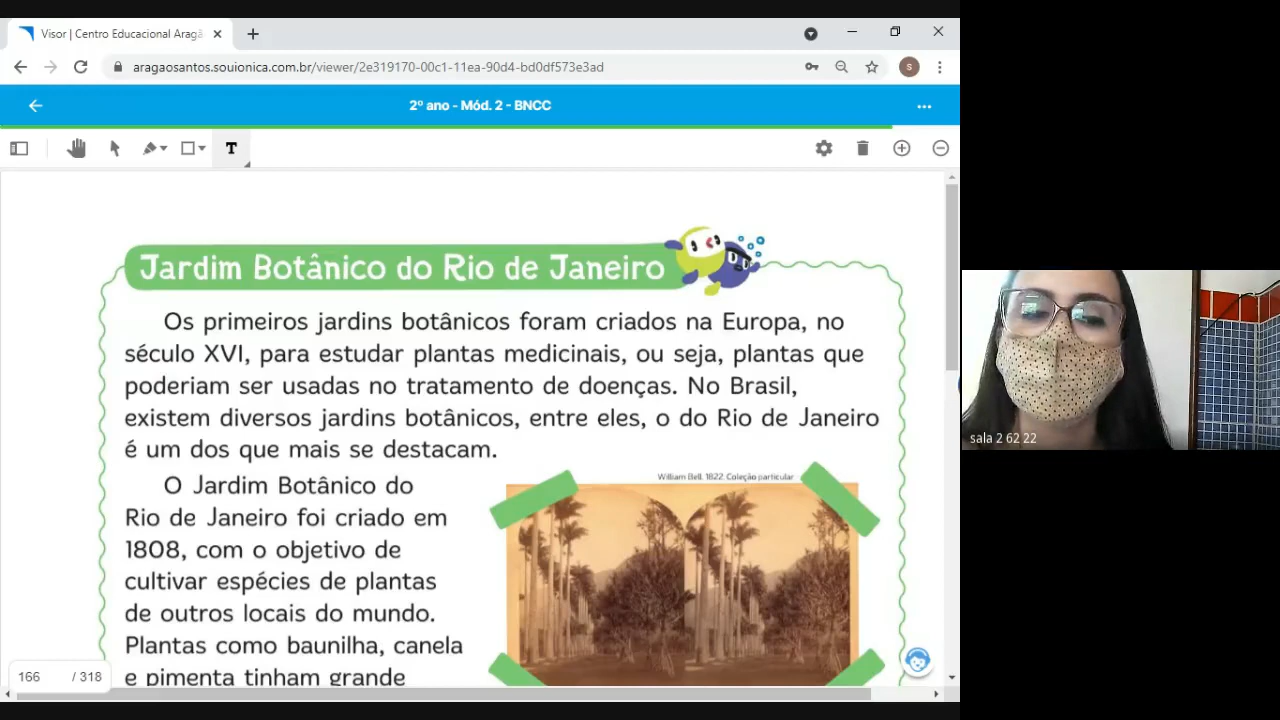 Visor | Centro Educacional Aragã
aragaosantos.souionica.com.br/viewer/2e319170-00c1-11ea-90d4-bd0df573e3ad
S
2º ano - Mód. 2 - BNCC
T
Jardim Botânico do Rio de Janeiro
Os primeiros jardins botânicos foram criados na Europa, no
século XVI, para estudar plantas medicinais, ou seja, plantas que
poderiam ser usadas no tratamento de doenças. No Brasil,
existem diversos jardins botânicos, entre eles, o do Rio de Janeiro
é um dos que mais se destacam.
William Bell. 1822. Coleção particular
O Jardim Botânico do
Rio de Janeiro foi criado em
1808, com o objetivo de
cultivar espécies de plantas
de outros locais do mundo.
Plantas como baunilha, canela
e pimenta tinham grande
166 / 318
sala 2 62 22